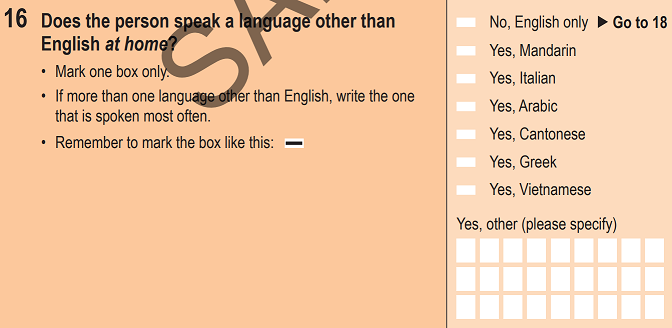 16 Does the person speak a language other than
English at home?
• Mark one box only.
• If more than one language other than English, write the one
that is spoken most often.
• Remember to mark the box like this:
No, English only ▶ Go to 18
Yes, Mandarin
Yes, Italian
Yes, Arabic
Yes, Cantonese
Yes, Greek
Yes, Vietnamese
Yes, other (please specify)